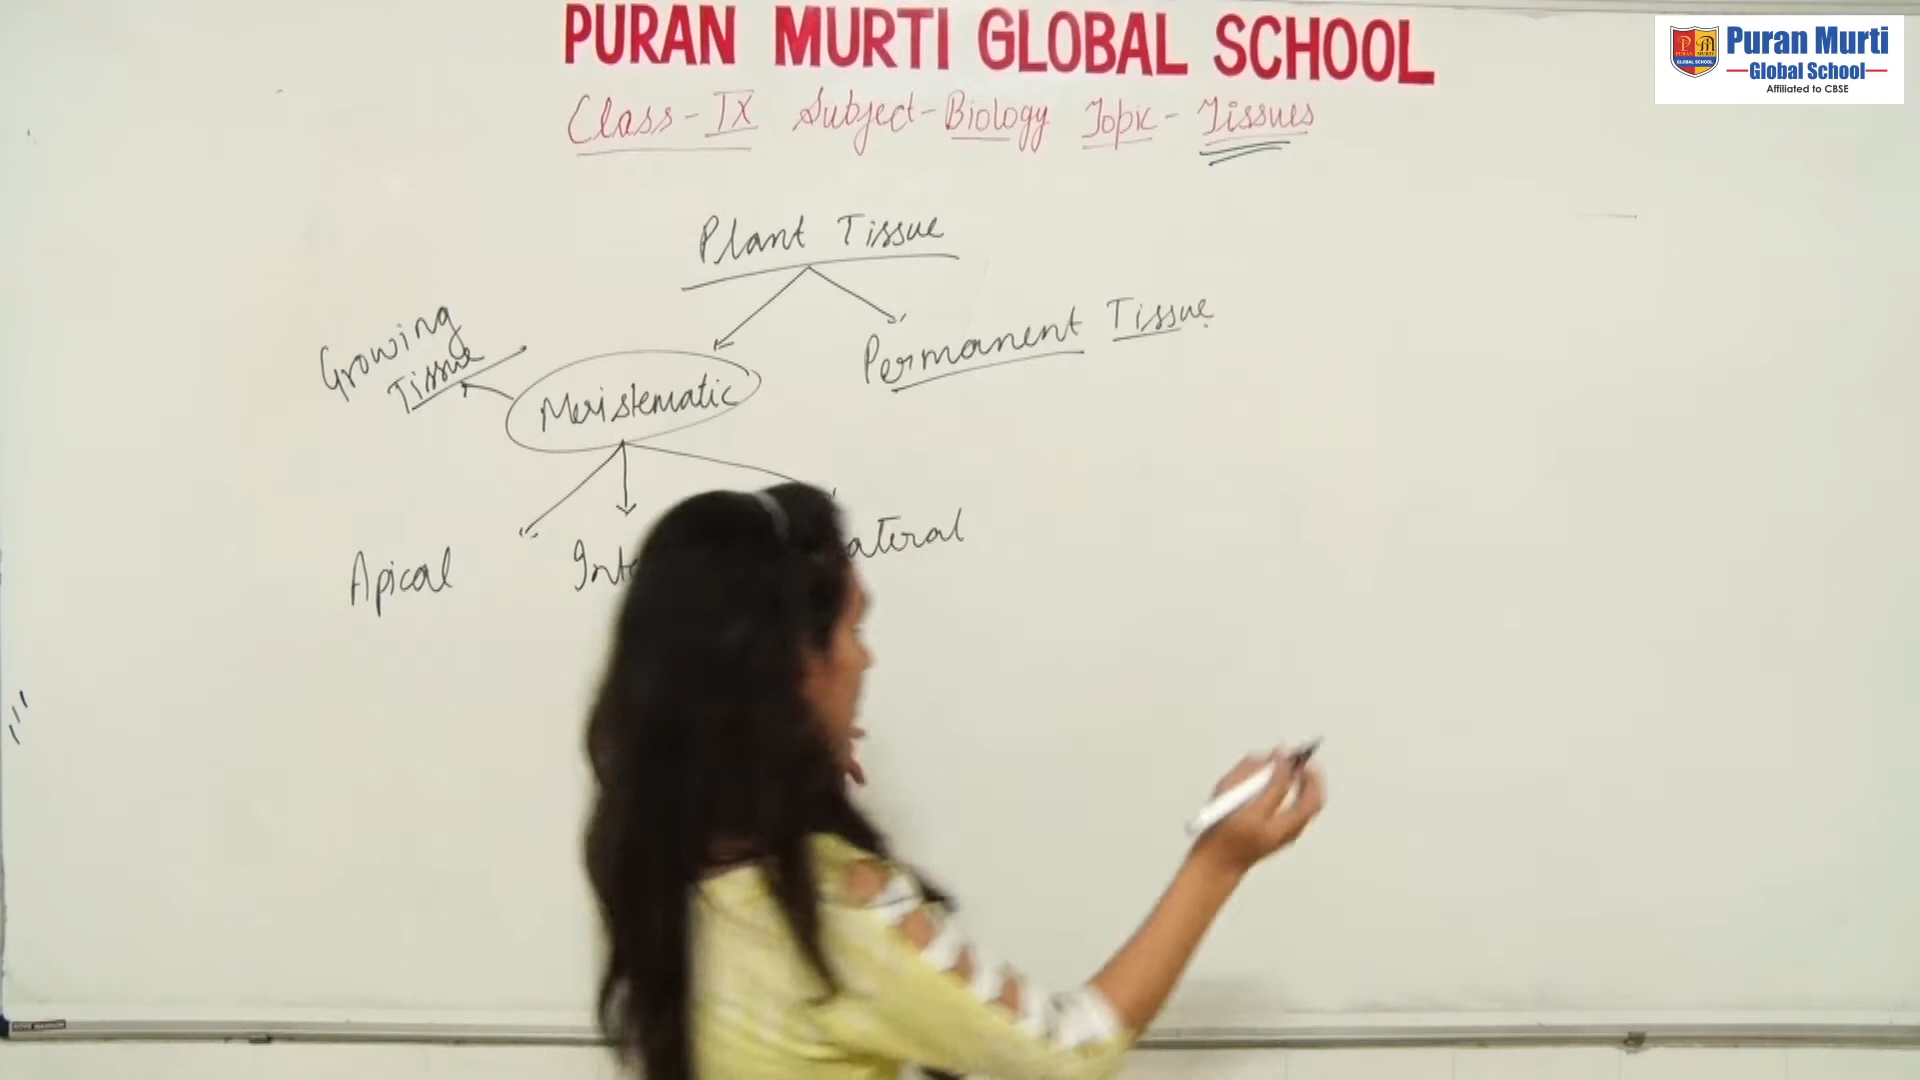 PURAN MURTI GLOBAL SCHOOL
Puran Murti
Global School
Affiliated to CBSE
Class - IX Subject - Biology Topic - Tissues
Plant Tissue
Growing
Tissue
Meristematic
Permanent Tissue
Apical